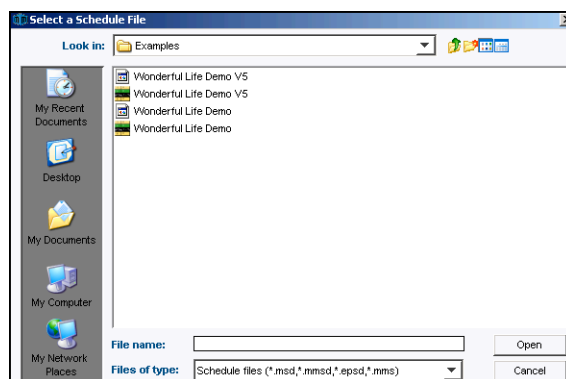 Select a Schedule File
Look in: Examples
My Recent
Documents
Desktop
My Documents
My Computer
My Network
Places
Wonderful Life Demo V5
Wonderful Life Demo V5
Wonderful Life Demo
Wonderful Life Demo
File name: Open
Files of type: Schedule files (*.msd,*.mmsd,*.epsd,*.mms) Cancel